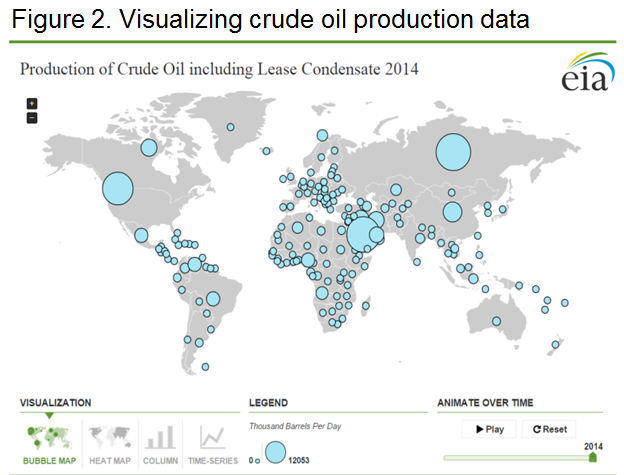 Figure 2. Visualizing crude oil production data
Production of Crude Oil including Lease Condensate 2014
eia
+
-
VISUALIZATION
BUBBLE MAP
HEAT MAP
COLUMN
TIME-SERIES
LEGEND
Thousand Barrels Per Day
0
12053
ANIMATE OVER TIME
Play
Reset
2014